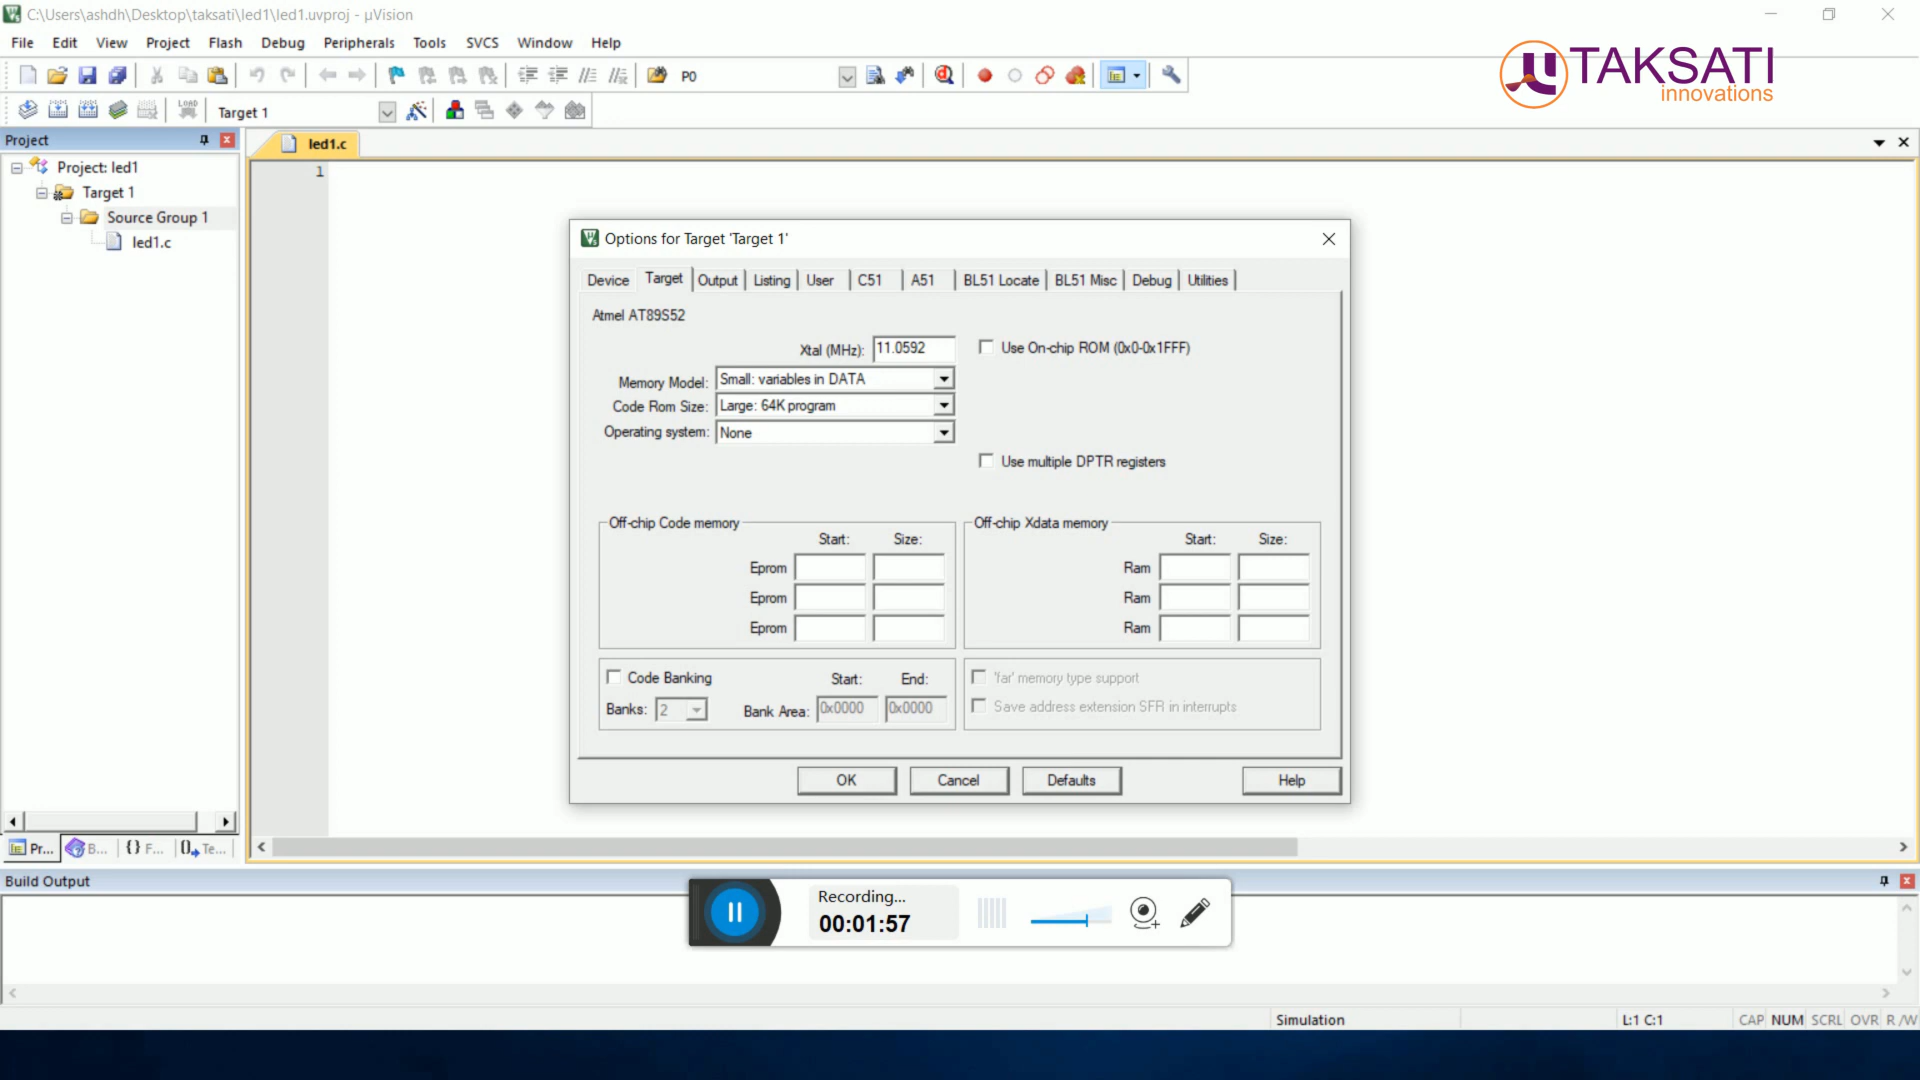 C:\Users\ashdh\Desktop\taksati\led1\led1.uvproj - µVision
File Edit View Project Flash Debug Peripherals Tools SVCS Window Help
P0
TAKSATI
innovations
LOAD
Target 1
Project
led1.c
Project: led1
Target 1
Source Group 1
led1.c
1
Options for Target 'Target 1'
Device Target Output Listing User C51 A51 BL51 Locate BL51 Misc Debug Utilities
Atmel AT89S52
Xtal (MHz): 11.0592
Use On-chip ROM (0x0-0x1FFF)
Memory Model: Small: variables in DATA
Code Rom Size: Large: 64K program
Operating system: None
Use multiple DPTR registers
Off-chip Code memory
Start: Size:
Eprom
Eprom
Eprom
Off-chip Xdata memory
Start: Size:
Ram
Ram
Ram
Code Banking Start: End:
Banks: 2 Bank Area: 0x0000 0x0000
'far' memory type support
Save address extension SFR in interrupts
OK Cancel Defaults Help
Pr... B... {} F... Te...
Build Output
Recording...
00:01:57
Simulation L:1 C:1 CAP NUM SCRL OVR R/W